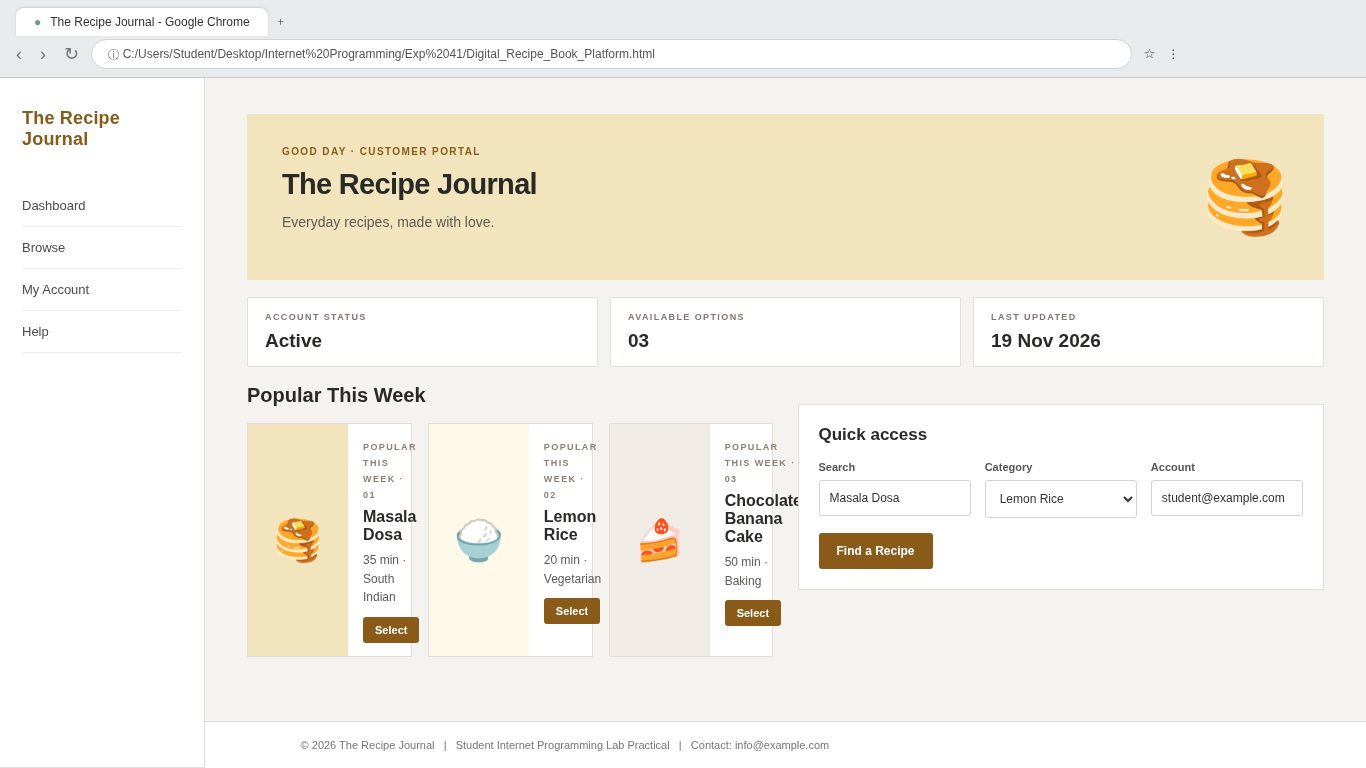 The Recipe Journal - Google Chrome
+
C:/Users/Student/Desktop/Internet%20Programming/Exp%2041/Digital_Recipe_Book_Platform.html
The Recipe
Journal
Dashboard
Browse
My Account
Help
GOOD DAY · CUSTOMER PORTAL
The Recipe Journal
Everyday recipes, made with love.
ACCOUNT STATUS
Active
AVAILABLE OPTIONS
03
LAST UPDATED
19 Nov 2026
Popular This Week
POPULAR
THIS
WEEK ·
01
Masala
Dosa
35 min ·
South
Indian
Select
POPULAR
THIS
WEEK ·
02
Lemon
Rice
20 min ·
Vegetarian
Select
POPULAR
THIS WEEK ·
03
Chocolate
Banana
Cake
50 min ·
Baking
Select
Quick access
Search
Masala Dosa
Category
Lemon Rice
Account
student@example.com
Find a Recipe
© 2026 The Recipe Journal | Student Internet Programming Lab Practical | Contact: info@example.com